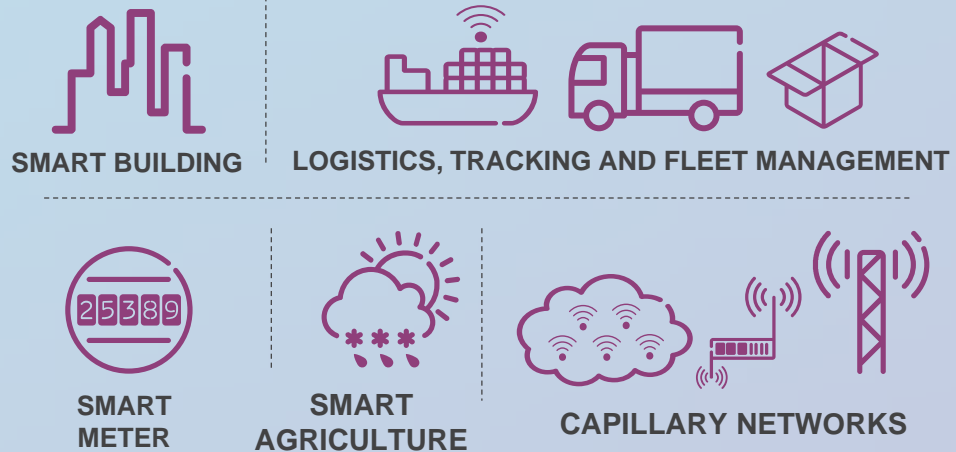 SMART BUILDING
LOGISTICS, TRACKING AND FLEET MANAGEMENT
25389
SMART
METER
SMART
AGRICULTURE
CAPILLARY NETWORKS